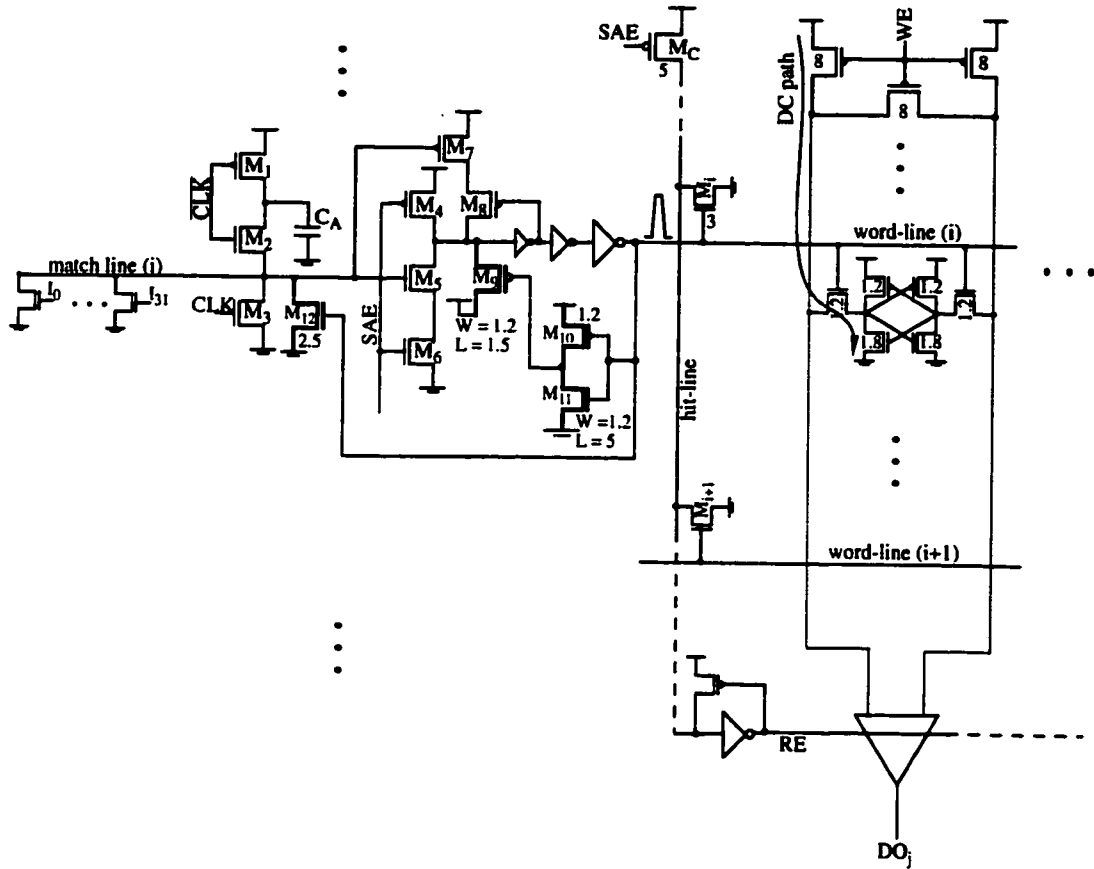 SAE
M_C
5
WE
8
8
8
DC path
M_1
CLK
M_2
C_A
M_7
M_4
M_8
M_i
3
word-line (i)
match line (i)
I_0
I_31
CLK
M_3
M_12
2.5
SAE
M_5
M_6
M_9
W = 1.2
L = 1.5
M_10
1.2
M_11
W =1.2
L = 5
hit-line
1.2
1.2
1.2
1.2
1.8
1.8
M_i+1
word-line (i+1)
RE
DO_j